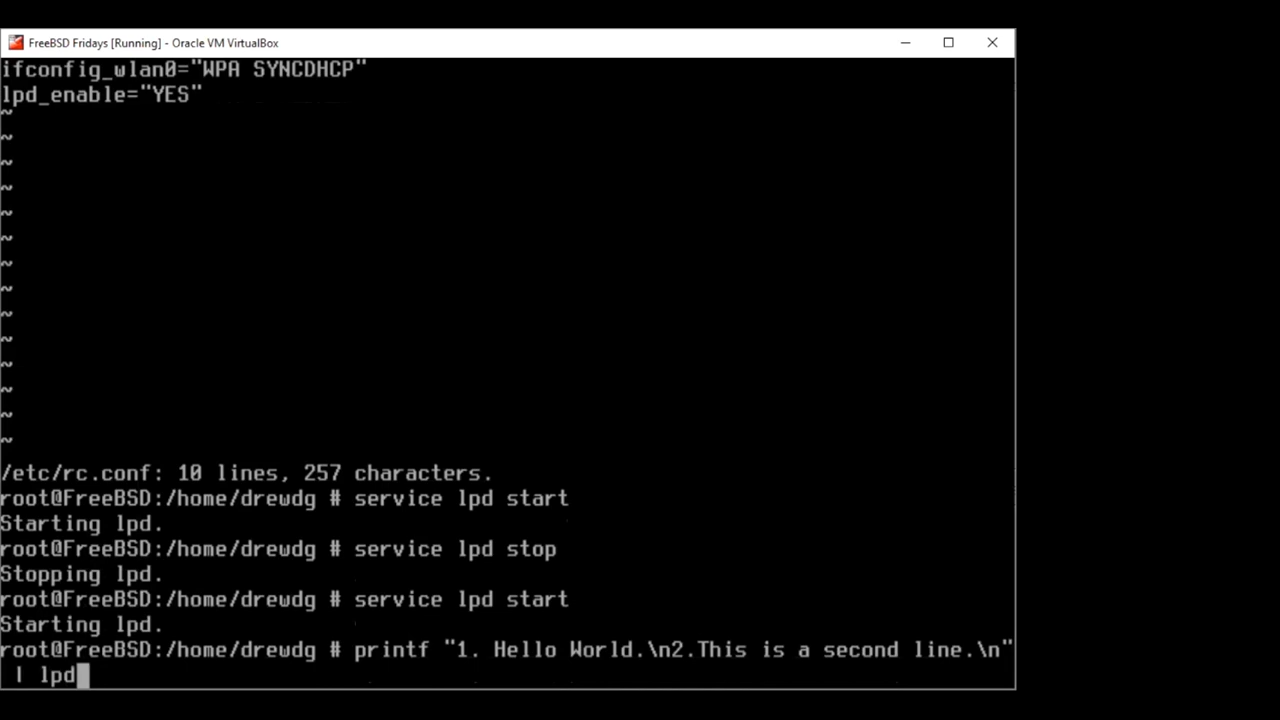 FreeBSD Fridays [Running] - Oracle VM VirtualBox
ifconfig_wlan0="WPA SYNCDHCP"
lpd_enable="YES"
~
~
~
~
~
~
~
~
~
~
~
~
~
~
/etc/rc.conf: 10 lines, 257 characters.
root@FreeBSD:/home/drewdg # service lpd start
Starting lpd.
root@FreeBSD:/home/drewdg # service lpd stop
Stopping lpd.
root@FreeBSD:/home/drewdg # service lpd start
Starting lpd.
root@FreeBSD:/home/drewdg # printf "1. Hello World.\n2.This is a second line.\n"
| lpd